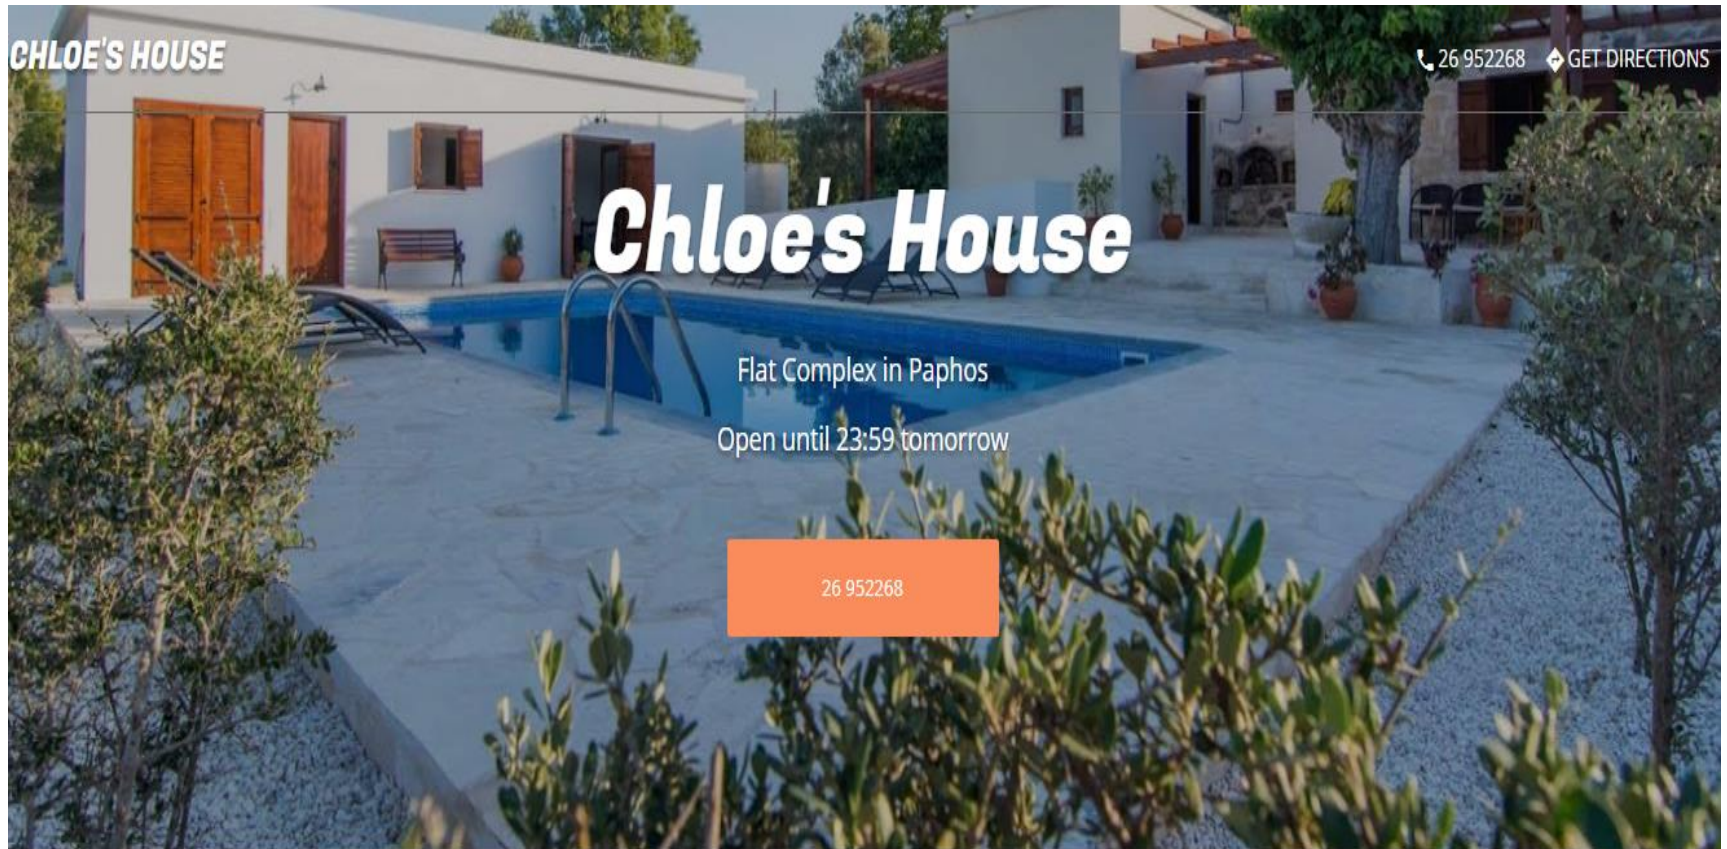 CHLOE'S HOUSE
26 952268 GET DIRECTIONS
Chloe's House
Flat Complex in Paphos
Open until 23:59 tomorrow
26 952268